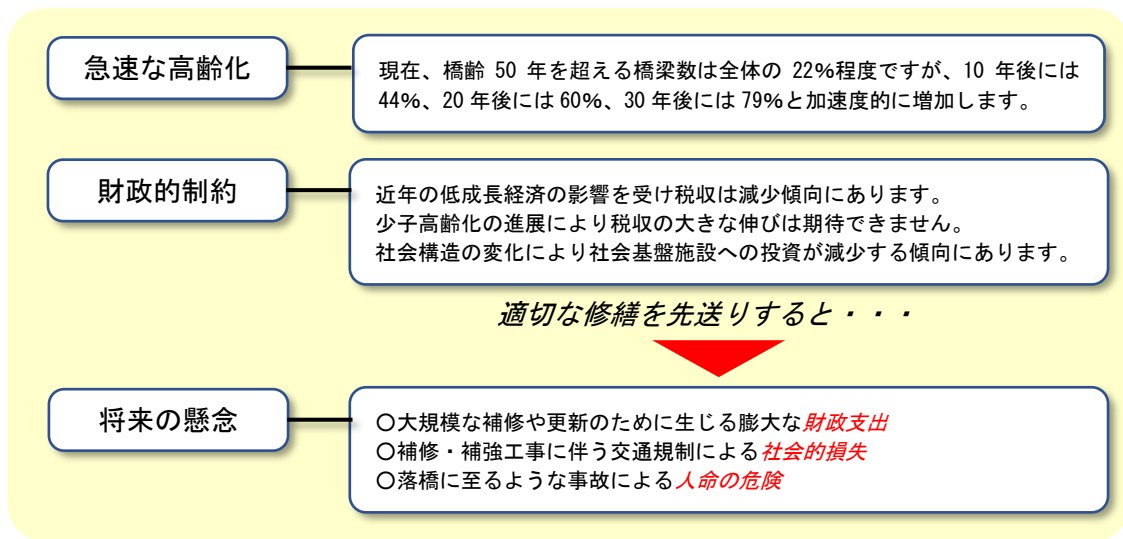 急速な高齢化
現在、橋齢 50 年を超える橋梁数は全体の 22%程度ですが、10 年後には
44%、20 年後には 60%、30 年後には 79%と加速度的に増加します。
財政的制約
近年の低成長経済の影響を受け税収は減少傾向にあります。
少子高齢化の進展により税収の大きな伸びは期待できません。
社会構造の変化により社会基盤施設への投資が減少する傾向にあります。
適切な修繕を先送りすると・・・
将来の懸念
〇大規模な補修や更新のために生じる膨大な財政支出
〇補修・補強工事に伴う交通規制による社会的損失
〇落橋に至るような事故による人命の危険